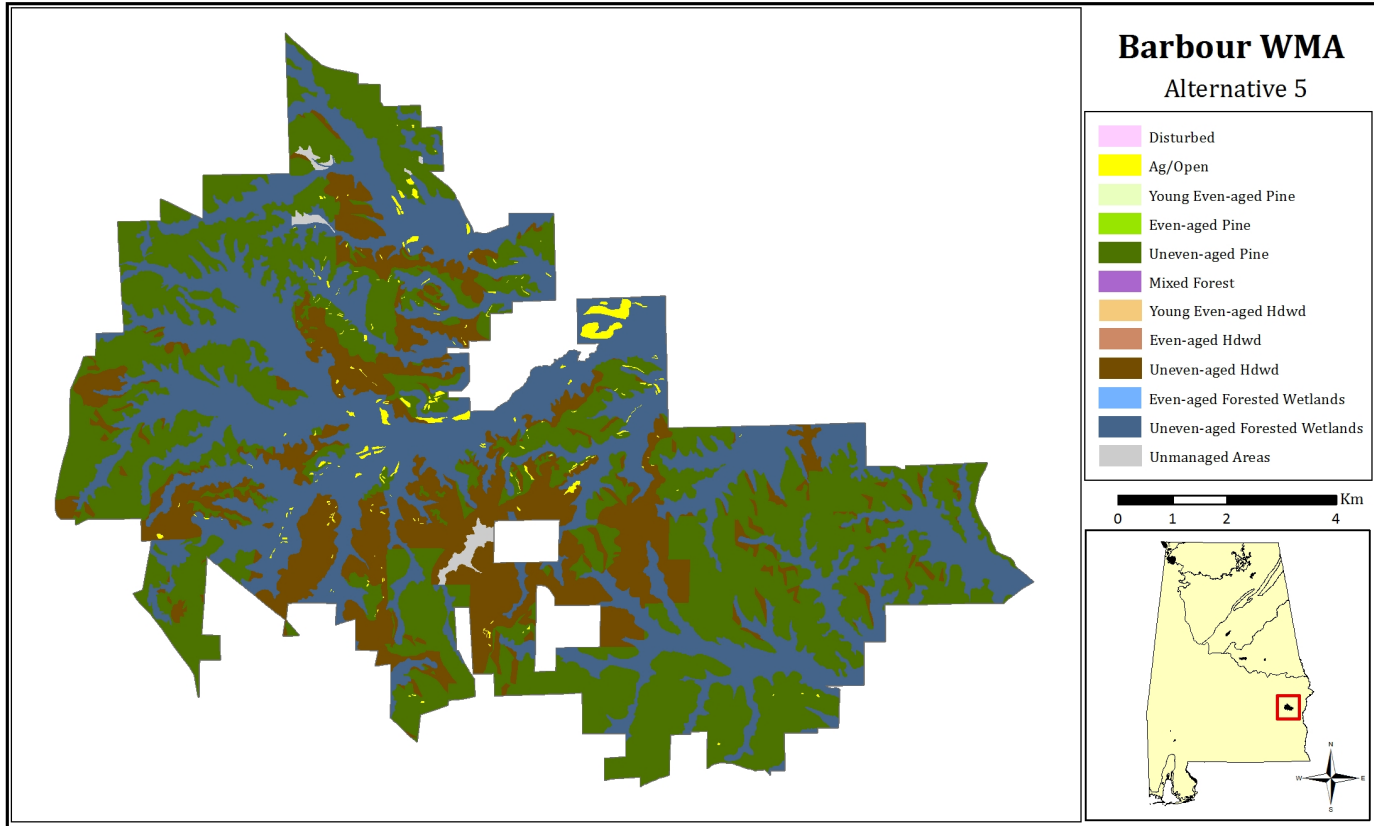 Barbour WMA
Alternative 5
Disturbed
Ag/Open
Young Even-aged Pine
Even-aged Pine
Uneven-aged Pine
Mixed Forest
Young Even-aged Hdwd
Even-aged Hdwd
Uneven-aged Hdwd
Even-aged Forested Wetlands
Uneven-aged Forested Wetlands
Unmanaged Areas
Km
0 1 2 4
N
W E
S